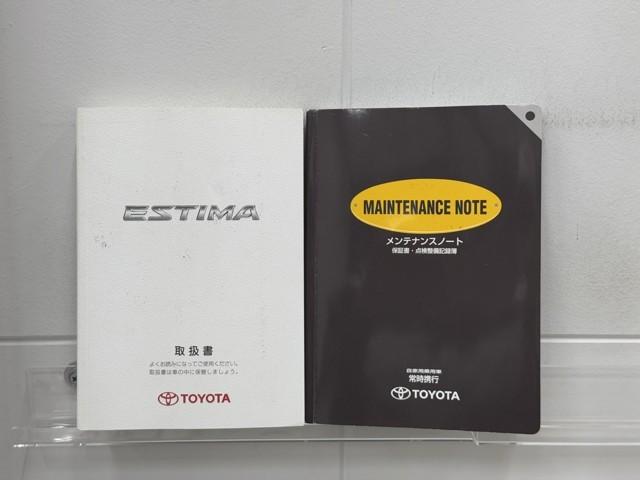 ESTIMA
取扱書
よくお読みになってご使用ください。
取扱書は車の中に保管しましょう。
TOYOTA
MAINTENANCE NOTE
メンテナンスノート
保証書・点検整備記録簿
自家用乗用車
常時携行
TOYOTA